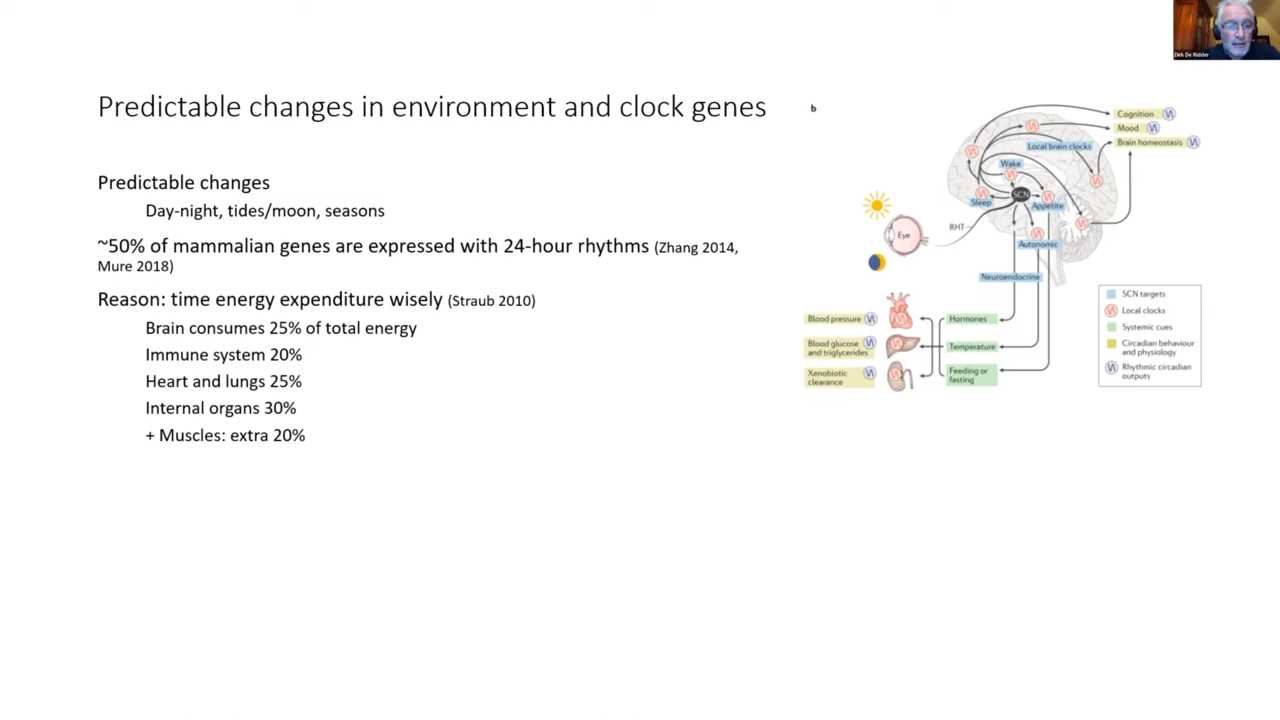 Dirk De Ridder
Predictable changes in environment and clock genes
Predictable changes
Day-night, tides/moon, seasons
~50% of mammalian genes are expressed with 24-hour rhythms (Zhang 2014,
Mure 2018)
Reason: time energy expenditure wisely (Straub 2010)
Brain consumes 25% of total energy
Immune system 20%
Heart and lungs 25%
Internal organs 30%
+ Muscles: extra 20%
b
Cognition
Mood
Brain homeostasis
Local brain clocks
Wake
SCN
Sleep
Appetite
Eye
RHT
Autonomic
Neuroendocrine
Blood pressure
Hormones
Blood glucose
and triglycerides
Temperature
Xenobiotic
clearance
Feeding or
fasting
SCN targets
Local clocks
Systemic cues
Circadian behaviour
and physiology
Rhythmic circadian
outputs